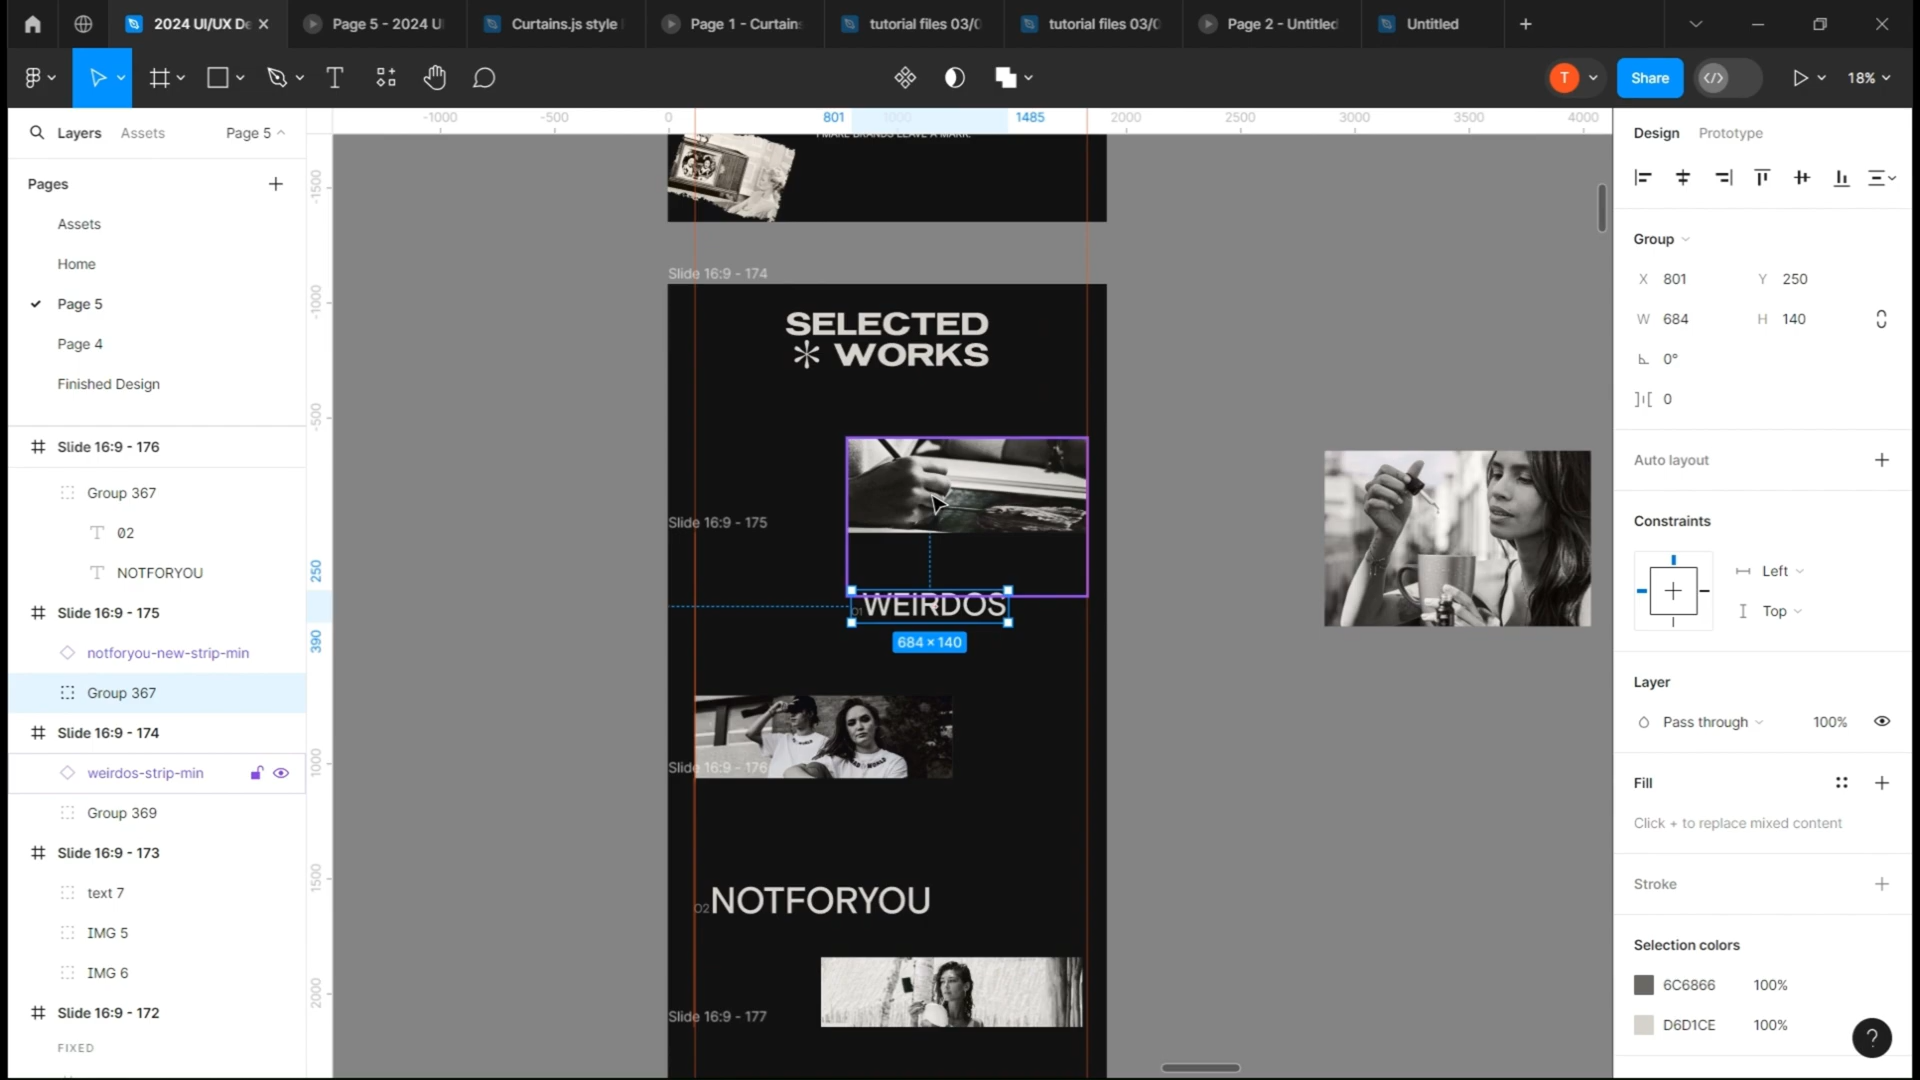 2024 UI/UX De
Page 5 - 2024 U
Curtains.js style
Page 1 - Curtain
tutorial files 03/0
tutorial files 03/0
Page 2 - Untitled
Untitled
T
Share
18%
Layers
Assets
Page 5
Pages
Assets
Home
Page 5
Page 4
Finished Design
Slide 16:9 - 176
Group 367
02
NOTFORYOU
Slide 16:9 - 175
notforyou-new-strip-min
Group 367
Slide 16:9 - 174
weirdos-strip-min
Group 369
Slide 16:9 - 173
text 7
IMG 5
IMG 6
Slide 16:9 - 172
FIXED
-1000
-500
0
801
1000
1485
2000
2500
3000
3500
4000
-1500
-1000
-500
250
390
1000
1500
2000
I MAKE BRANDS LEAVE A MARK.
Slide 16:9 - 174
SELECTED
* WORKS
Slide 16:9 - 175
01 WEIRDOS
684 × 140
Slide 16:9 - 176
02 NOTFORYOU
Slide 16:9 - 177
Design
Prototype
Group
X 801
Y 250
W 684
H 140
0°
0
Auto layout
Constraints
Left
Top
Layer
Pass through
100%
Fill
Click + to replace mixed content
Stroke
Selection colors
6C6866
100%
D6D1CE
100%
?